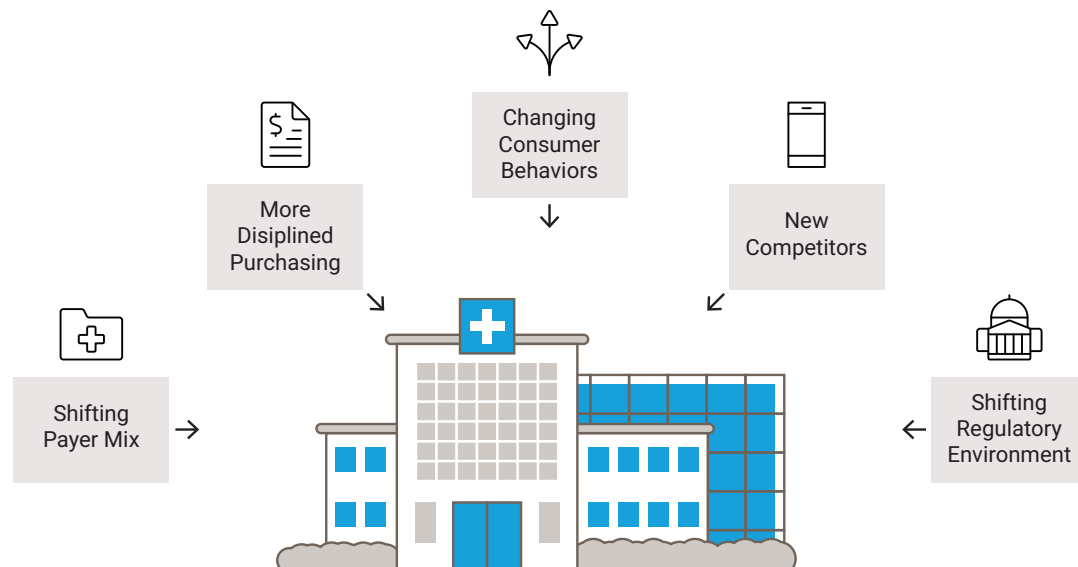 Changing
Consumer
Behaviors
More
Disiplined
Purchasing
New
Competitors
Shifting
Payer Mix
Shifting
Regulatory
Environment
$